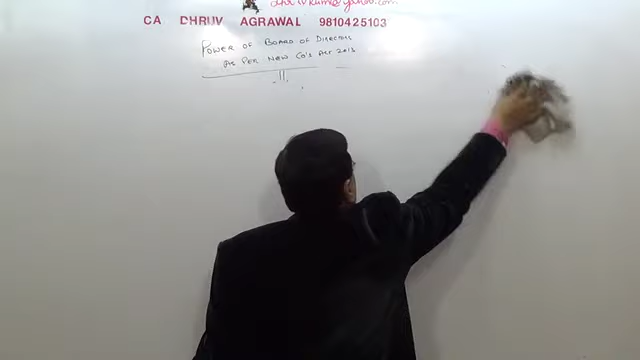 CA DHRUV AGRAWAL 9810425103
POWER OF BOARD OF DIRECTORS
AS PER NEW CO'S ACT 2013